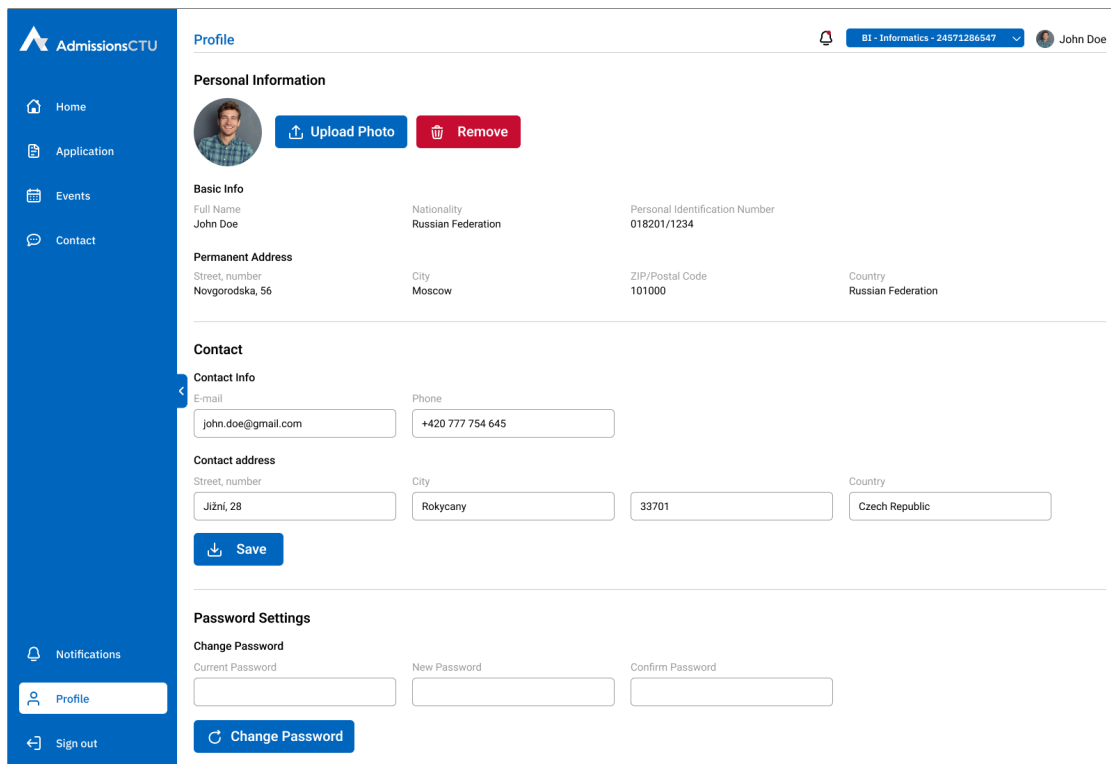 AdmissionsCTU
Profile
BI - Informatics - 24571286547
John Doe
Home
Application
Events
Contact
Notifications
Profile
Sign out
Personal Information
Upload Photo
Remove
Basic Info
Full Name Nationality Personal Identification Number
John Doe Russian Federation 018201/1234
Permanent Address
Street, number City ZIP/Postal Code Country
Novgorodska, 56 Moscow 101000 Russian Federation
Contact
Contact Info
E-mail Phone
john.doe@gmail.com +420 777 754 645
Contact address
Street, number City Country
Jižní, 28 Rokycany 33701 Czech Republic
Save
Password Settings
Change Password
Current Password New Password Confirm Password
Change Password